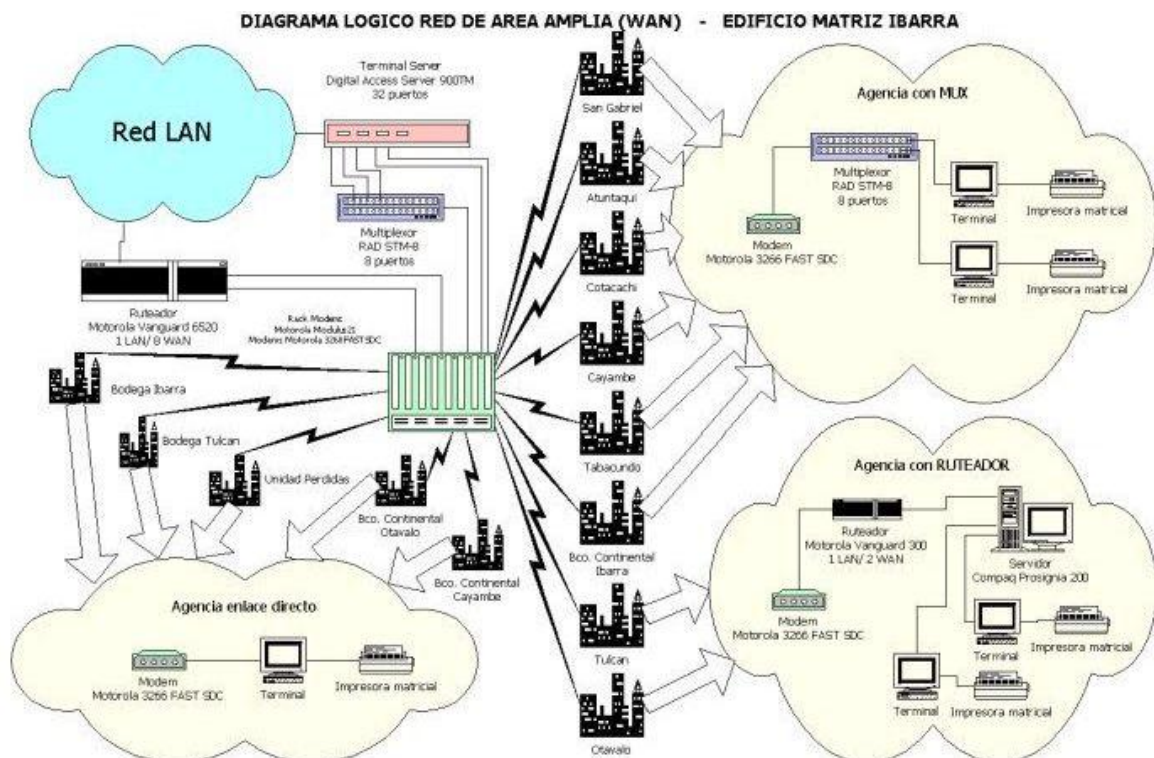 DIAGRAMA LOGICO RED DE AREA AMPLIA (WAN) - EDIFICIO MATRIZ IBARRA
Red LAN
Terminal Server
Digital Access Server 900TM
32 puertos
Multiplexor
RAD STM-8
8 puertos
Ruteador
Motorola Vanguard 6520
1 LAN/ 8 WAN
Rack Modems
Motorola Modulus 21
Modems Motorola 3266 FAST SDC
Bodega Ibarra
Bodega Tulcan
Unidad Perdidas
Bco. Continental
Otavalo
Bco. Continental
Cayambe
San Gabriel
Atuntaqui
Cotacachi
Cayambe
Tabacundo
Bco. Continental
Ibarra
Tulcan
Otavalo
Agencia con MUX
Multiplexor
RAD STM-8
8 puertos
Modem
Motorola 3266 FAST SDC
Terminal
Impresora matricial
Terminal
Impresora matricial
Agencia con RUTEADOR
Ruteador
Motorola Vanguard 300
1 LAN/ 2 WAN
Servidor
Compaq Prosignia 200
Modem
Motorola 3266 FAST SDC
Terminal
Impresora matricial
Terminal
Impresora matricial
Agencia enlace directo
Modem
Motorola 3266 FAST SDC
Terminal
Impresora matricial